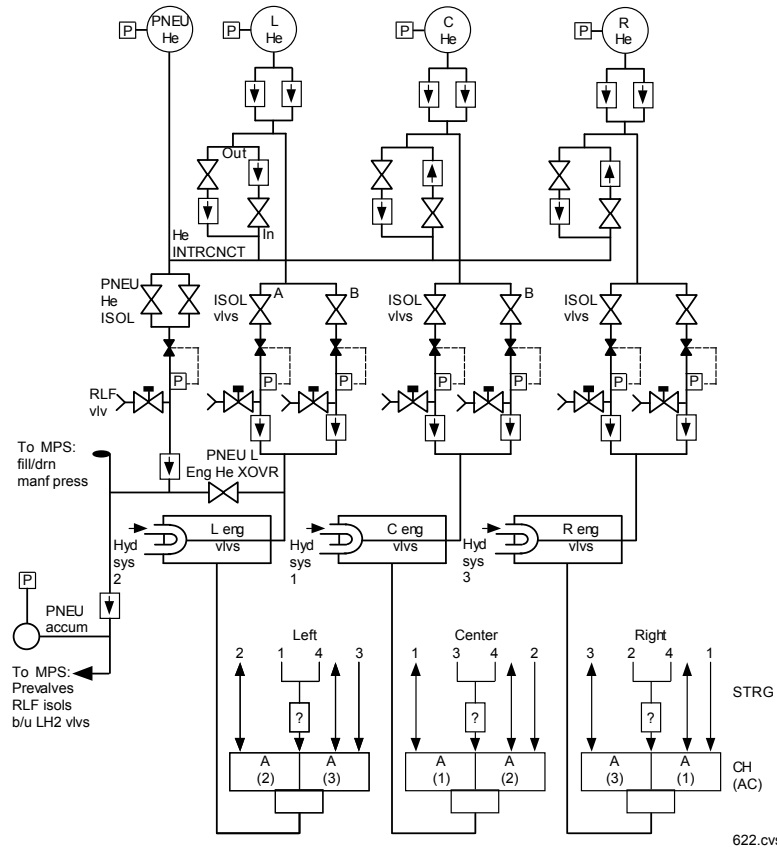 P
PNEU
He
P
L
He
P
C
He
P
R
He
Out
In
He
INTRCNCT
PNEU
He
ISOL
ISOL
vlvs
A
B
ISOL
vlvs
B
ISOL
vlvs
P
P
P
P
P
P
P
RLF
vlv
To MPS:
fill/drn
manf press
PNEU L
Eng He XOVR
L eng
vlvs
C eng
vlvs
R eng
vlvs
Hyd
sys
2
Hyd
sys
1
Hyd
sys
3
P
PNEU
accum
To MPS:
Prevalves
RLF isols
b/u LH2 vlvs
Left
2 1 4 3
Center
1 3 4 2
Right
3 2 4 1
STRG
?
?
?
A
(2)
A
(3)
A
(1)
A
(2)
A
(3)
A
(1)
CH
(AC)
622.cvs